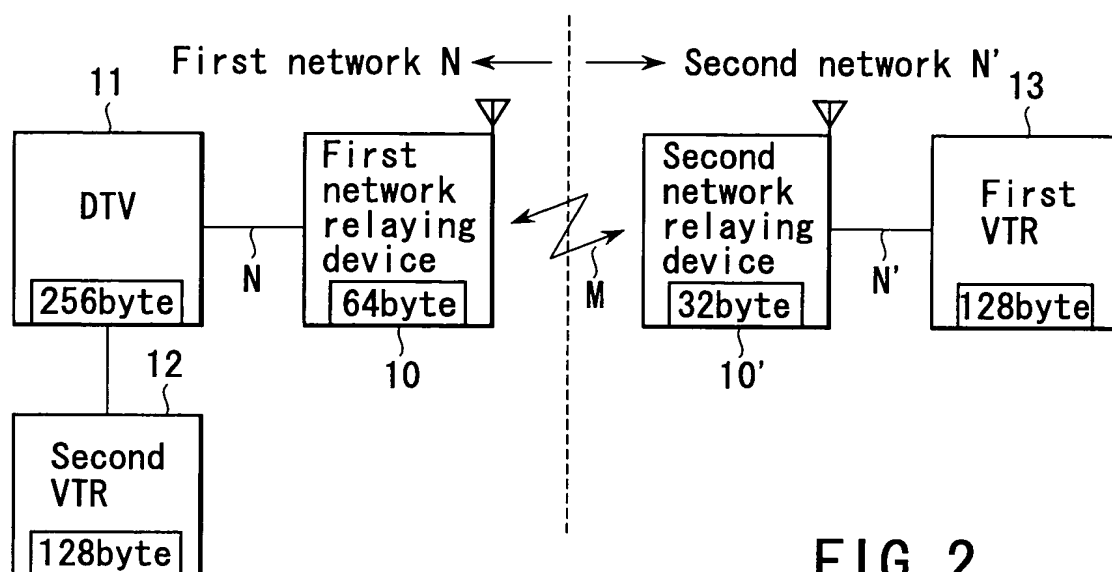 First network N
Second network N'
11
13
DTV
256byte
First
network
relaying
device
64byte
Second
network
relaying
device
32byte
First
VTR
128byte
N
M
N'
10
10'
12
Second
VTR
128byte
FIG. 2